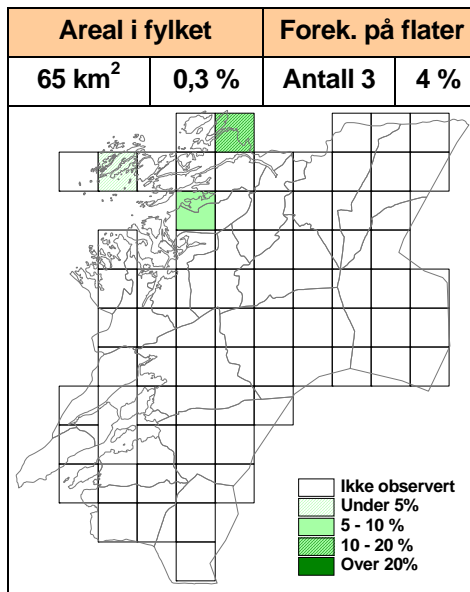 Areal i fylket Forek. på flater
65 km² 0,3 % Antall 3 4 %
Ikke observert
Under 5%
5 - 10 %
10 - 20 %
Over 20%